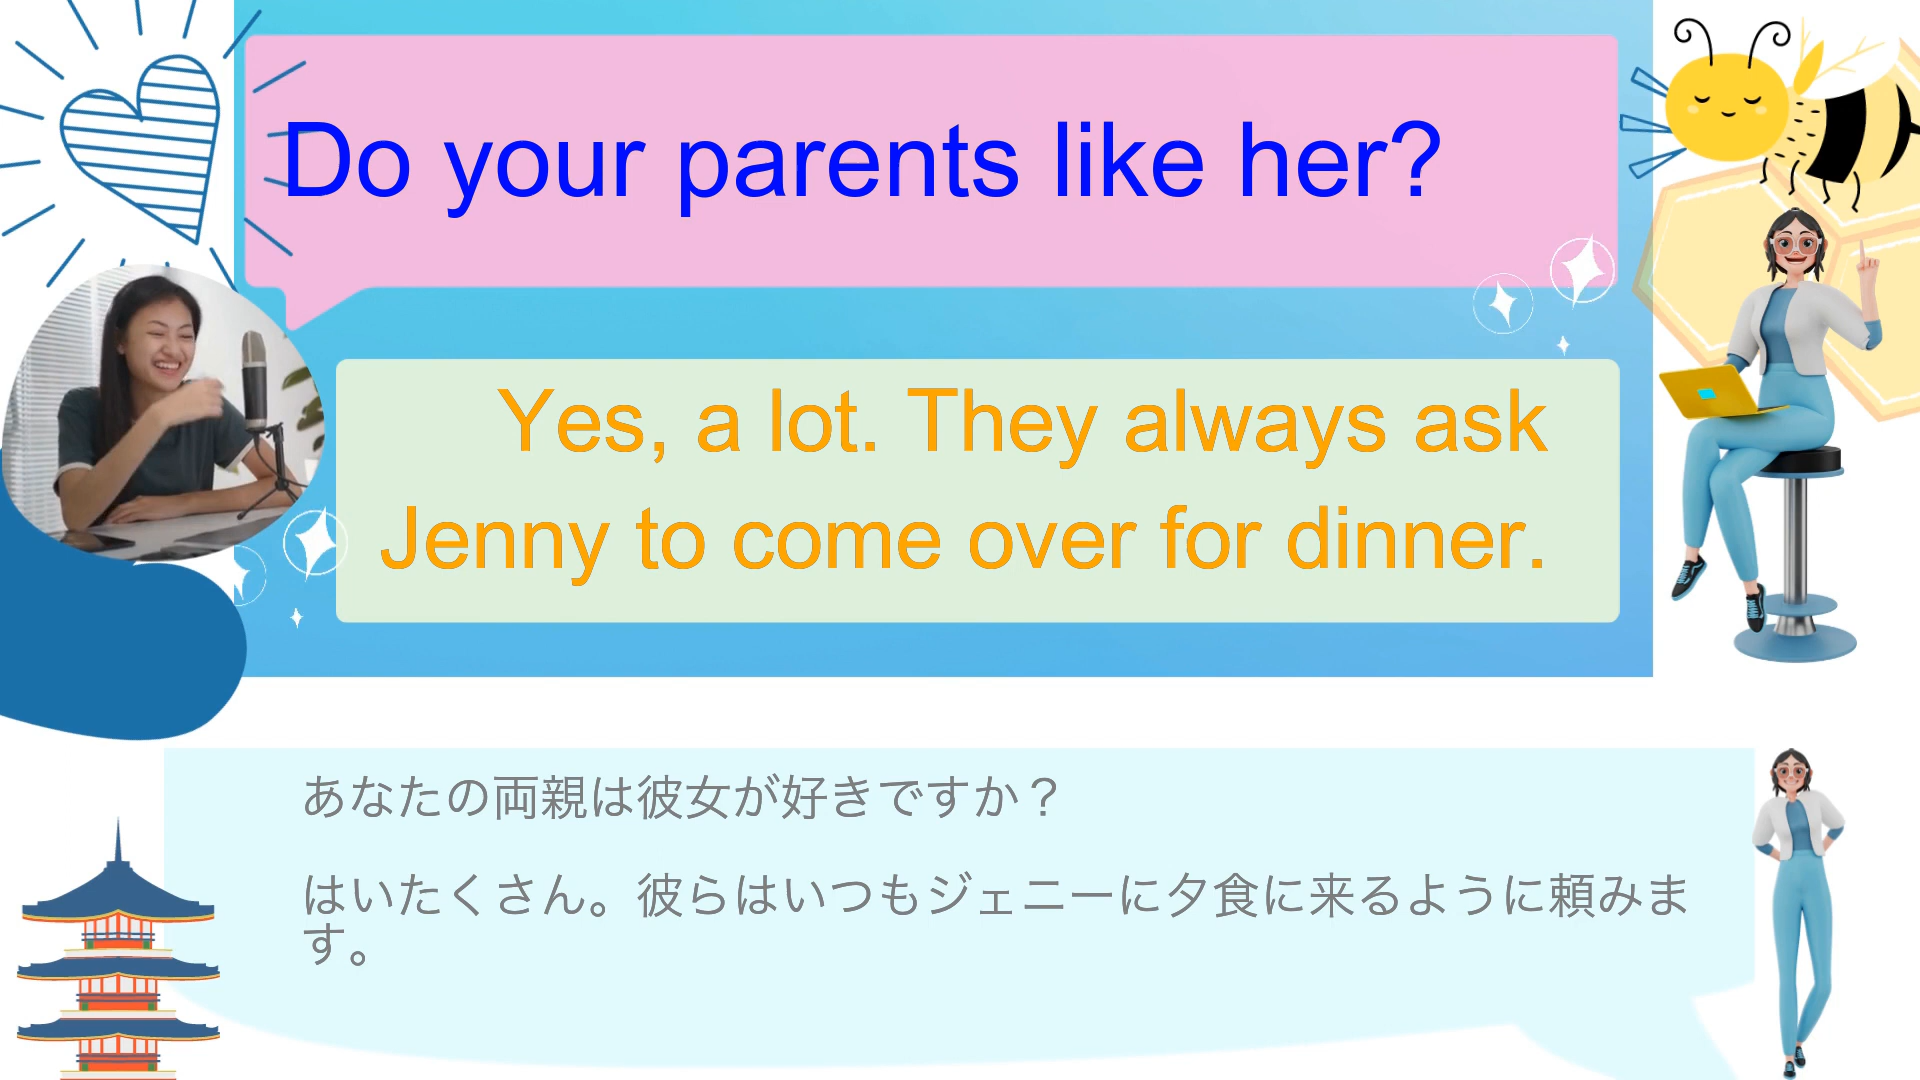 Do your parents like her?
Yes, a lot. They always ask
Jenny to come over for dinner.
あなたの両親は彼女が好きですか？
はいたくさん。彼らはいつもジェニーに夕食に来るように頼みま
す。